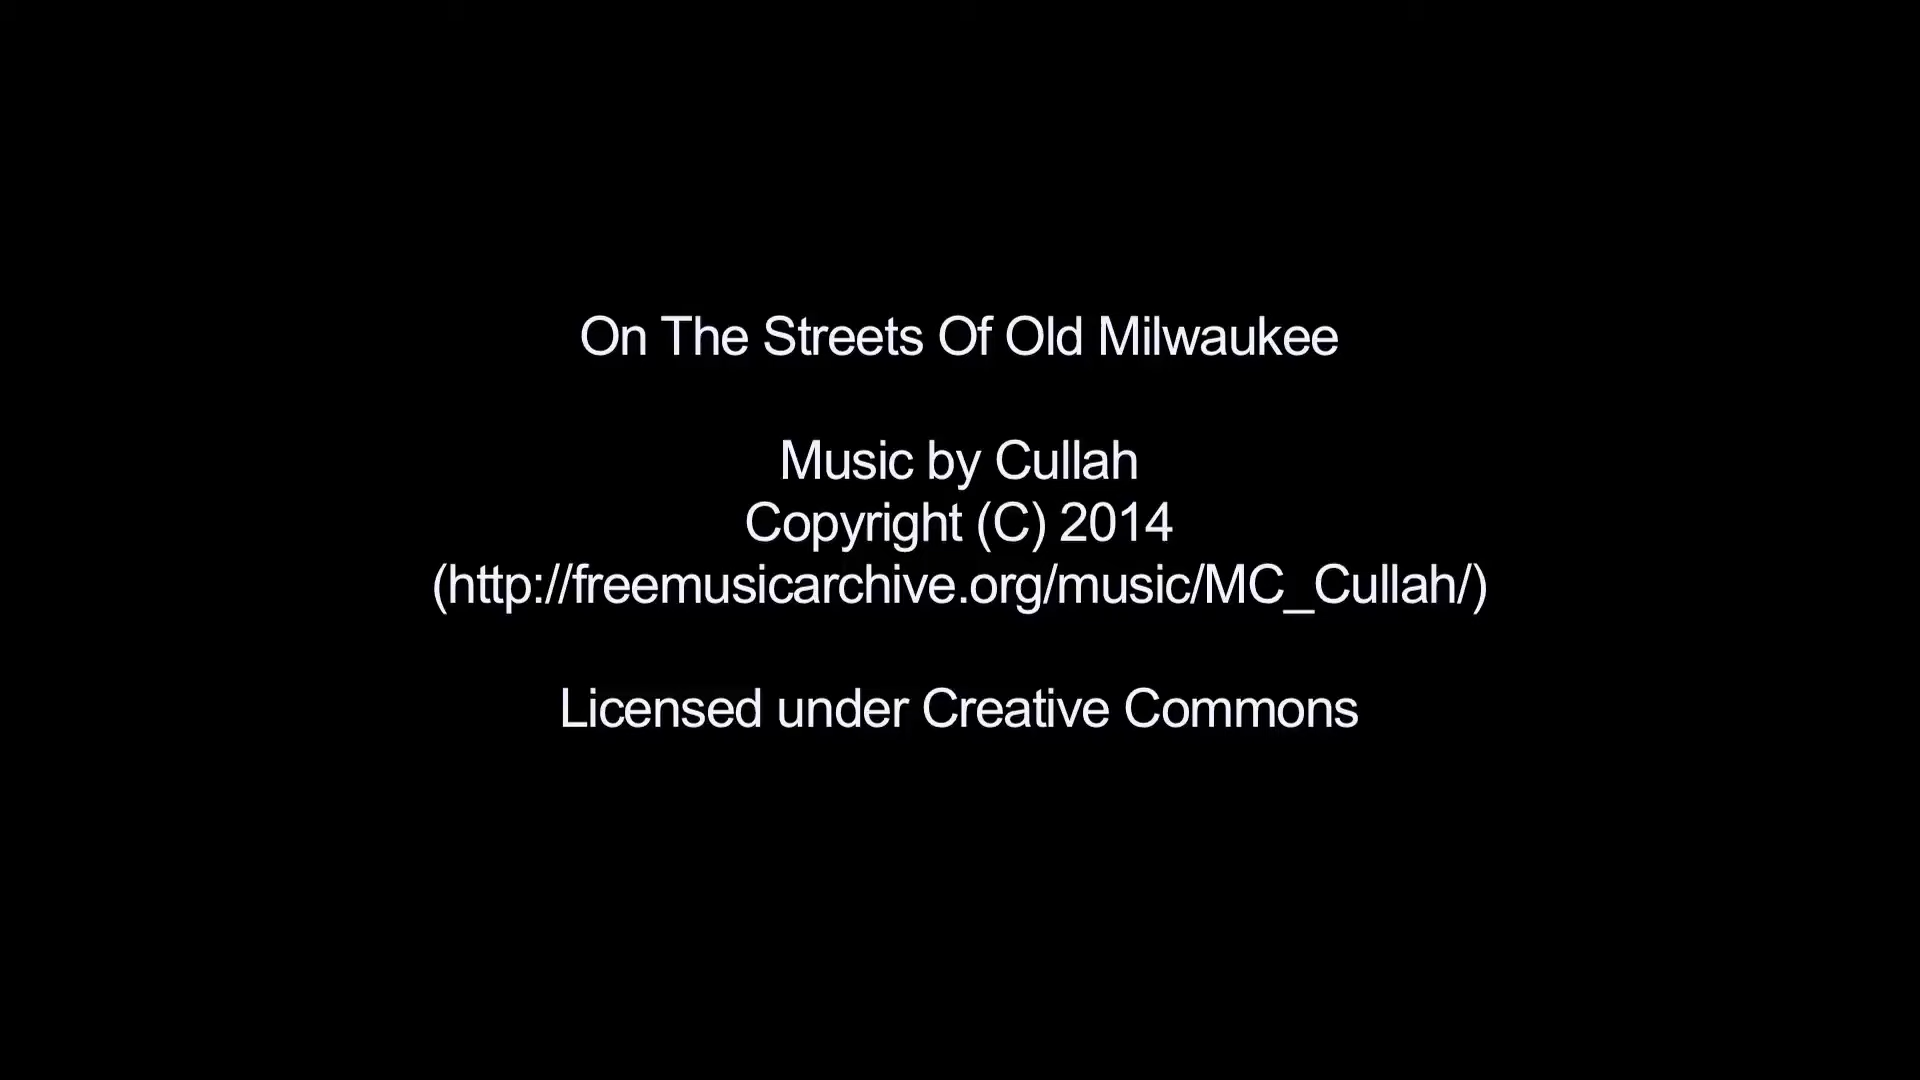 On The Streets Of Old Milwaukee
Music by Cullah
Copyright (C) 2014
(http://freemusicarchive.org/music/MC_Cullah/)
Licensed under Creative Commons